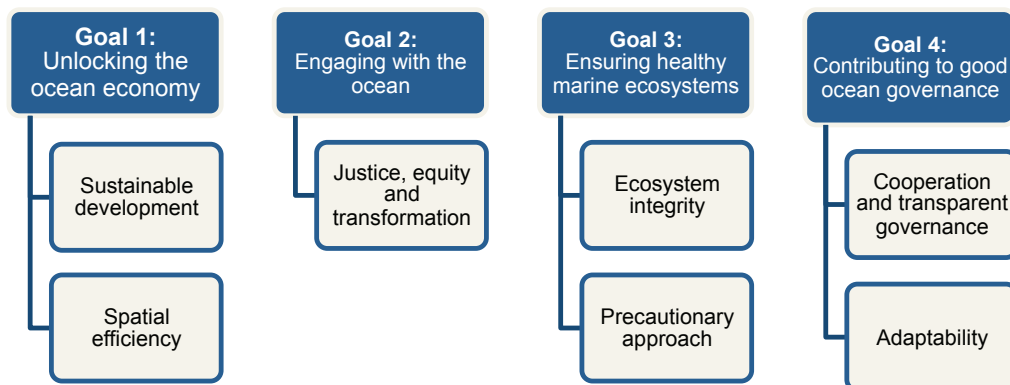 Goal 1:
Unlocking the
ocean economy
Sustainable
development
Spatial
efficiency
Goal 2:
Engaging with the
ocean
Justice, equity
and
transformation
Goal 3:
Ensuring healthy
marine ecosystems
Ecosystem
integrity
Precautionary
approach
Goal 4:
Contributing to good
ocean governance
Cooperation
and transparent
governance
Adaptability